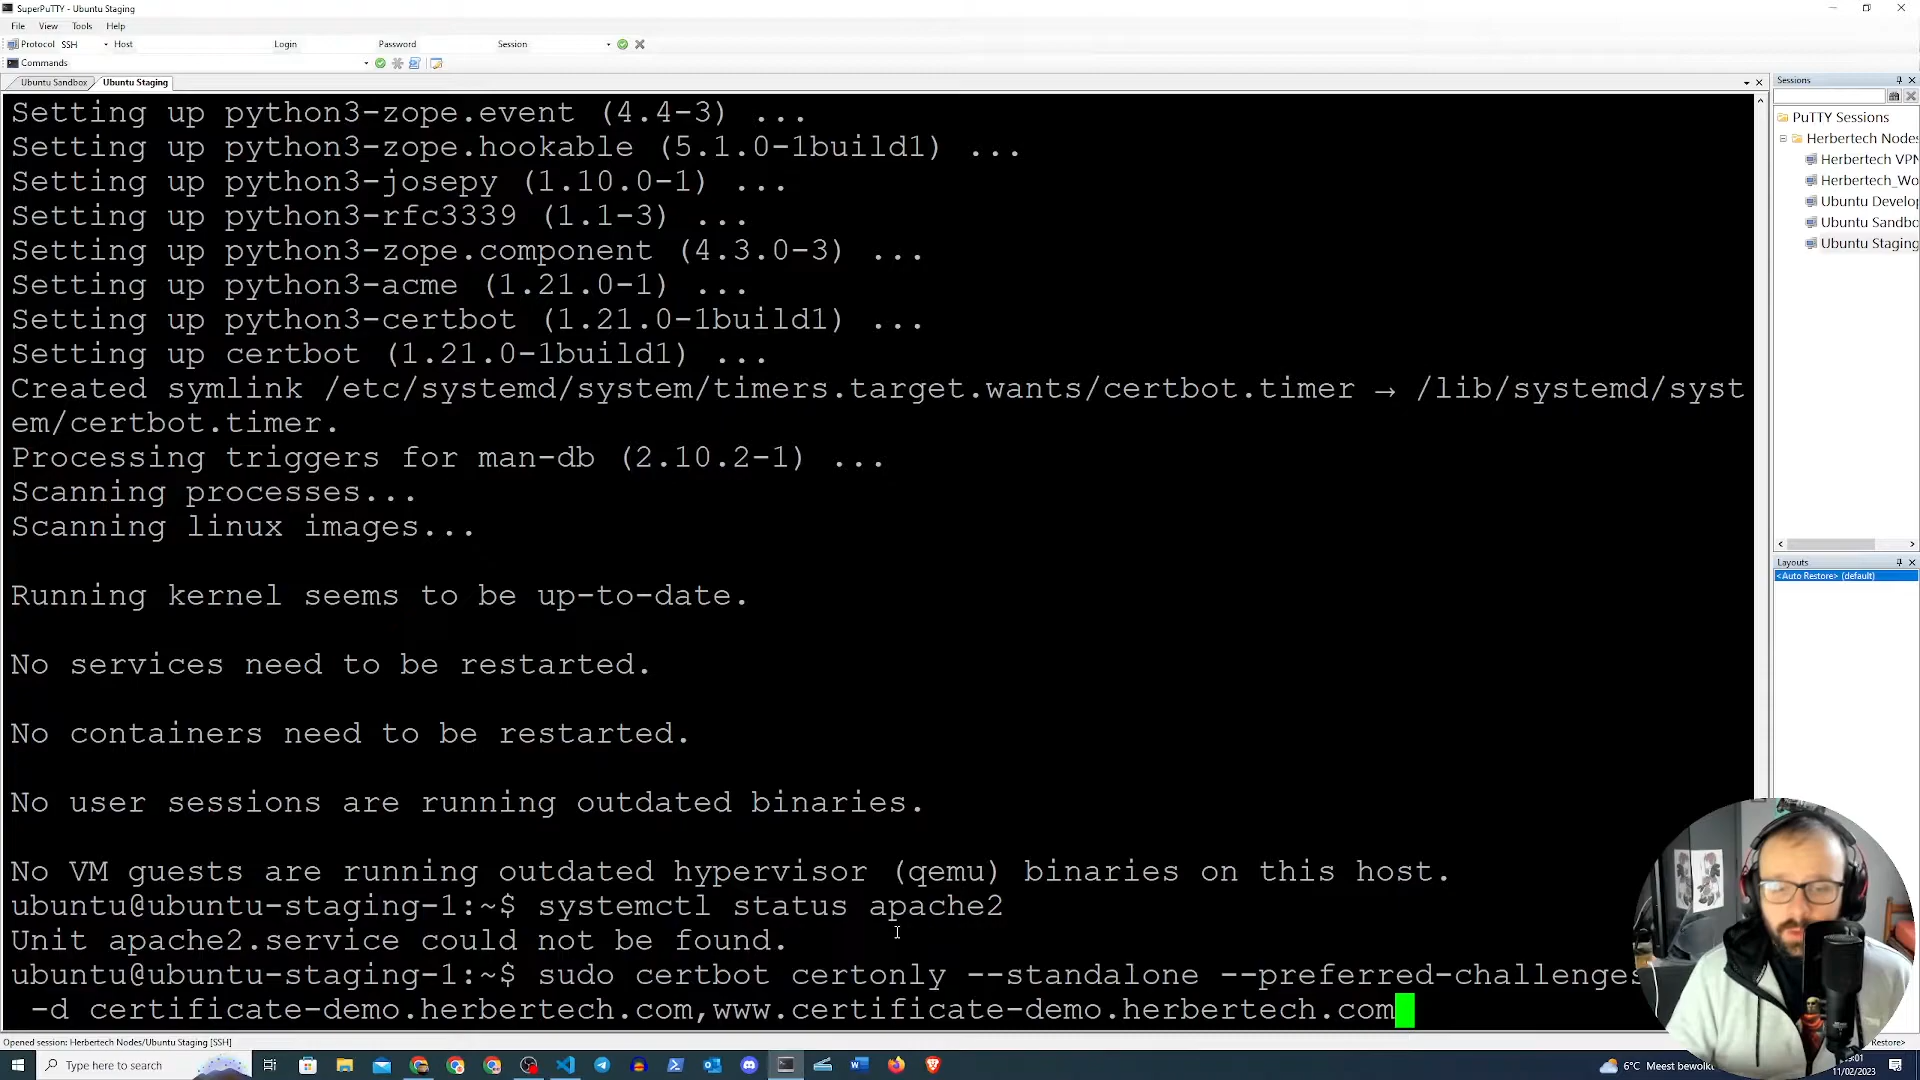 SuperPuTTY - Ubuntu Staging
File View Tools Help
Protocol SSH Host Login Password Session
Commands
Ubuntu Sandbox Ubuntu Staging
Setting up python3-zope.event (4.4-3) ...
Setting up python3-zope.hookable (5.1.0-1build1) ...
Setting up python3-josepy (1.10.0-1) ...
Setting up python3-rfc3339 (1.1-3) ...
Setting up python3-zope.component (4.3.0-3) ...
Setting up python3-acme (1.21.0-1) ...
Setting up python3-certbot (1.21.0-1build1) ...
Setting up certbot (1.21.0-1build1) ...
Created symlink /etc/systemd/system/timers.target.wants/certbot.timer → /lib/systemd/syst
em/certbot.timer.
Processing triggers for man-db (2.10.2-1) ...
Scanning processes...
Scanning linux images...
Running kernel seems to be up-to-date.
No services need to be restarted.
No containers need to be restarted.
No user sessions are running outdated binaries.
No VM guests are running outdated hypervisor (qemu) binaries on this host.
ubuntu@ubuntu-staging-1:~$ systemctl status apache2
Unit apache2.service could not be found.
ubuntu@ubuntu-staging-1:~$ sudo certbot certonly --standalone --preferred-challenges
-d certificate-demo.herbertech.com,www.certificate-demo.herbertech.com
Sessions
PuTTY Sessions
Herbertech Nodes
Herbertech VPN
Herbertech_Wo
Ubuntu Develop
Ubuntu Sandbo
Ubuntu Staging
Layouts
<Auto Restore> (default)
Opened session: Herbertech Nodes/Ubuntu Staging [SSH]
Restore>
Type here to search
6°C Meest bewolkt
11/02/2023